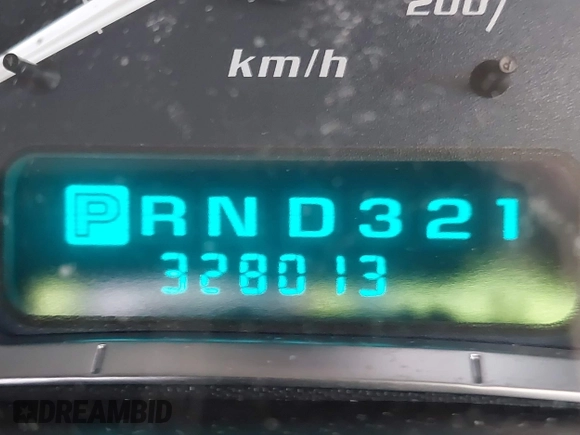 200
km/h
PRND321
328013
DREAMBID